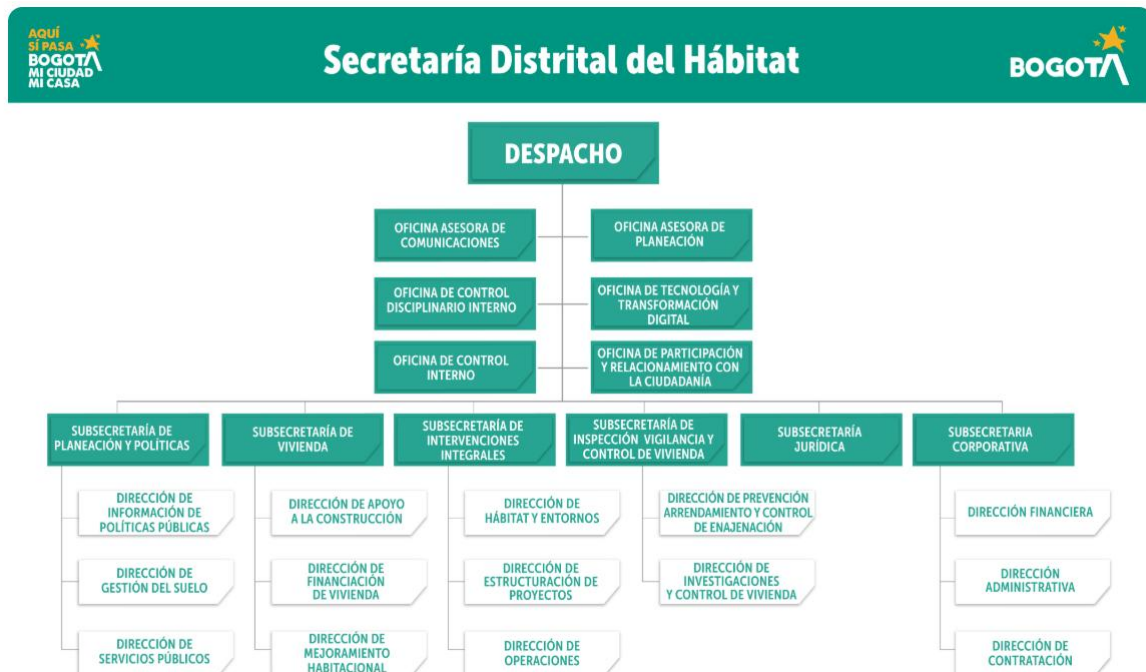 AQUÍ
SÍ PASA
BOGOTÁ
MI CIUDAD
MI CASA
Secretaría Distrital del Hábitat
BOGOTÁ
DESPACHO
OFICINA ASESORA DE
COMUNICACIONES
OFICINA ASESORA DE
PLANEACIÓN
OFICINA DE CONTROL
DISCIPLINARIO INTERNO
OFICINA DE TECNOLOGÍA Y
TRANSFORMACIÓN
DIGITAL
OFICINA DE CONTROL
INTERNO
OFICINA DE PARTICIPACIÓN
Y RELACIONAMIENTO CON
LA CIUDADANÍA
SUBSECRETARÍA DE
PLANEACIÓN Y POLÍTICAS
SUBSECRETARÍA DE
VIVIENDA
SUBSECRETARÍA DE
INTERVENCIONES
INTEGRALES
SUBSECRETARÍA DE
INSPECCIÓN VIGILANCIA Y
CONTROL DE VIVIENDA
SUBSECRETARÍA
JURÍDICA
SUBSECRETARIA
CORPORATIVA
DIRECCIÓN DE
INFORMACIÓN DE
POLÍTICAS PÚBLICAS
DIRECCIÓN DE APOYO
A LA CONSTRUCCIÓN
DIRECCIÓN DE
HÁBITAT Y ENTORNOS
DIRECCIÓN DE PREVENCIÓN
ARRENDAMIENTO Y CONTROL
DE ENAJENACIÓN
DIRECCIÓN FINANCIERA
DIRECCIÓN DE
GESTIÓN DEL SUELO
DIRECCIÓN DE
FINANCIACIÓN
DE VIVIENDA
DIRECCIÓN DE
ESTRUCTURACIÓN DE
PROYECTOS
DIRECCIÓN DE
INVESTIGACIONES
Y CONTROL DE VIVIENDA
DIRECCIÓN
ADMINISTRATIVA
DIRECCIÓN DE
SERVICIOS PÚBLICOS
DIRECCIÓN DE
MEJORAMIENTO
HABITACIONAL
DIRECCIÓN DE
OPERACIONES
DIRECCIÓN DE
CONTRATACIÓN